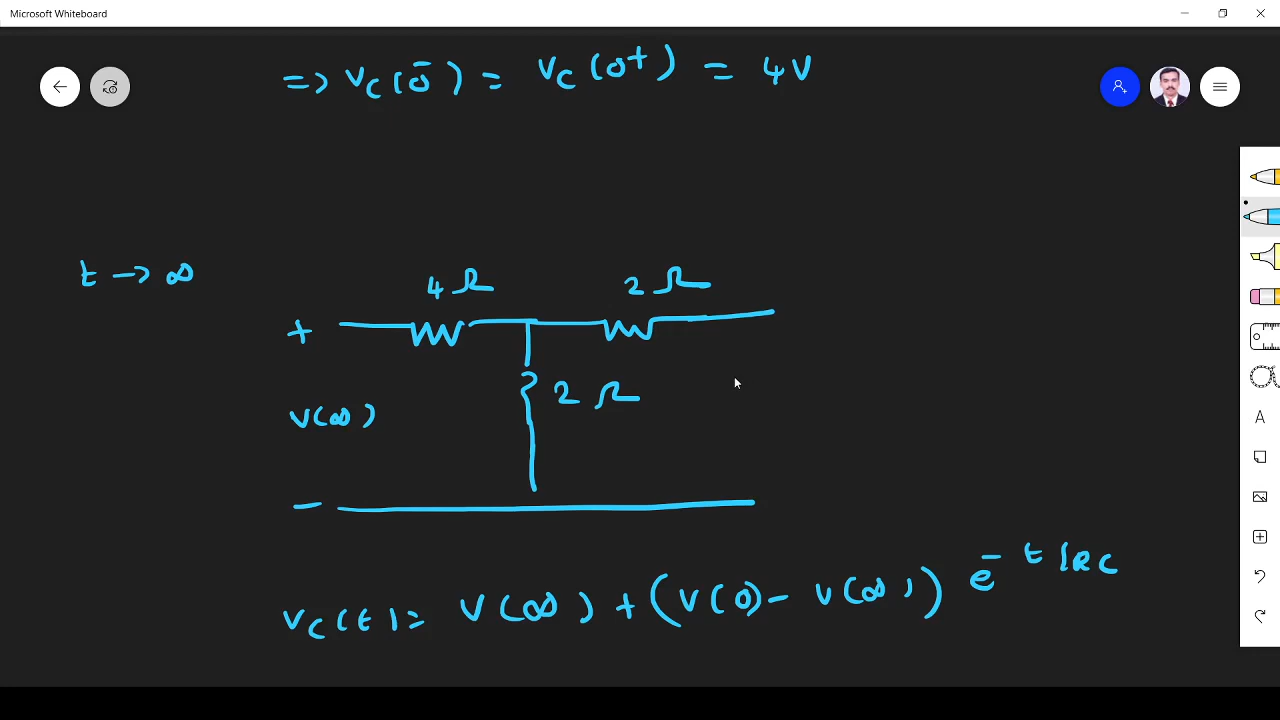 Microsoft Whiteboard
=> Vc(0⁻) = Vc(0⁺) = 4V
t -> ∞
4 Ω 2 Ω
+
V(∞) 2 Ω
-
Vc(t) = V(∞) + (V(0) - V(∞)) e^-t/RC
A